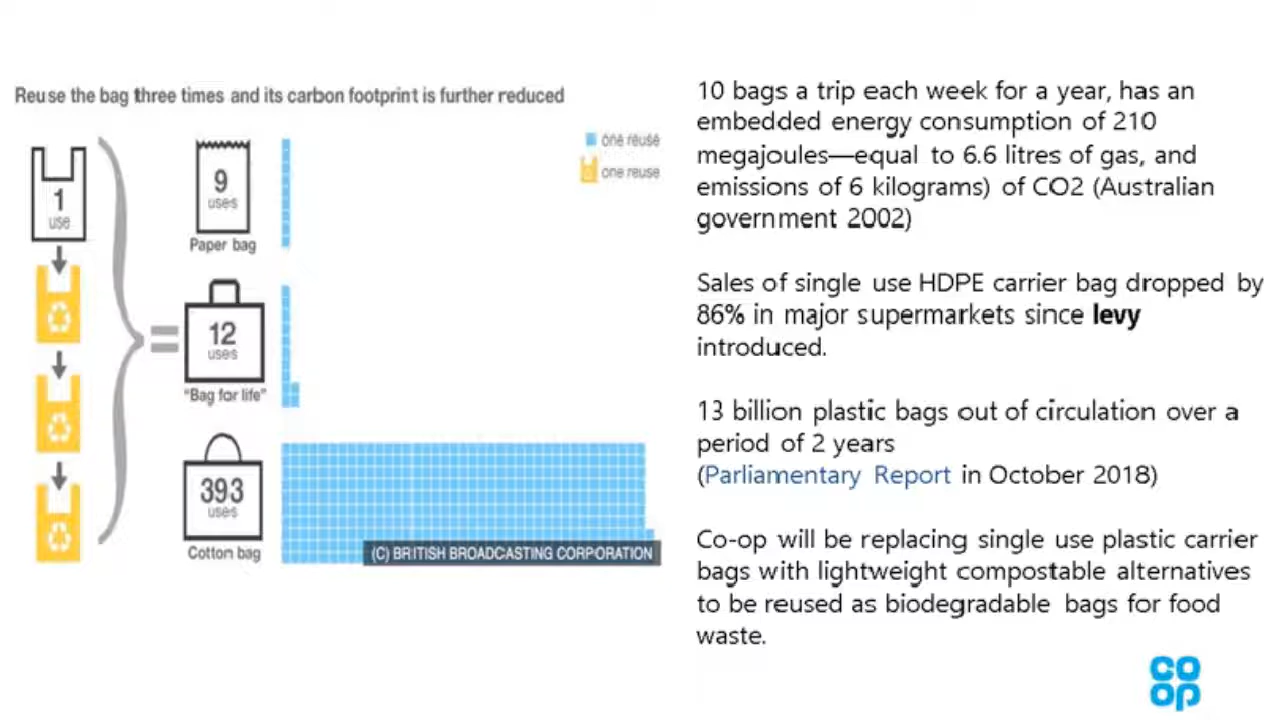 Reuse the bag three times and its carbon footprint is further reduced
one reuse
one reuse
1
use
9
uses
Paper bag
12
uses
"Bag for life"
393
uses
Cotton bag
(C) BRITISH BROADCASTING CORPORATION
10 bags a trip each week for a year, has an
embedded energy consumption of 210
megajoules—equal to 6.6 litres of gas, and
emissions of 6 kilograms) of CO2 (Australian
government 2002)
Sales of single use HDPE carrier bag dropped by
86% in major supermarkets since levy
introduced.
13 billion plastic bags out of circulation over a
period of 2 years
(Parliamentary Report in October 2018)
Co-op will be replacing single use plastic carrier
bags with lightweight compostable alternatives
to be reused as biodegradable bags for food
waste.
co
op